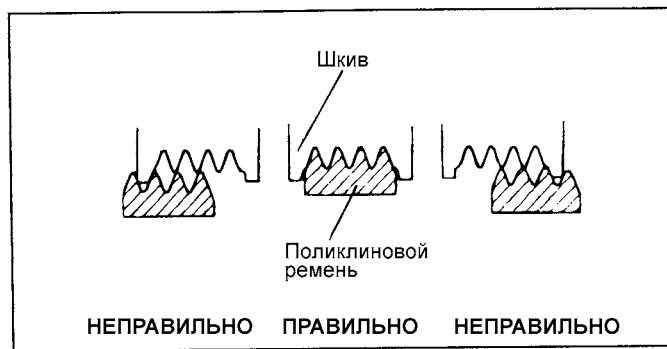 Шкив
Поликлиновой
ремень
НЕПРАВИЛЬНО ПРАВИЛЬНО НЕПРАВИЛЬНО